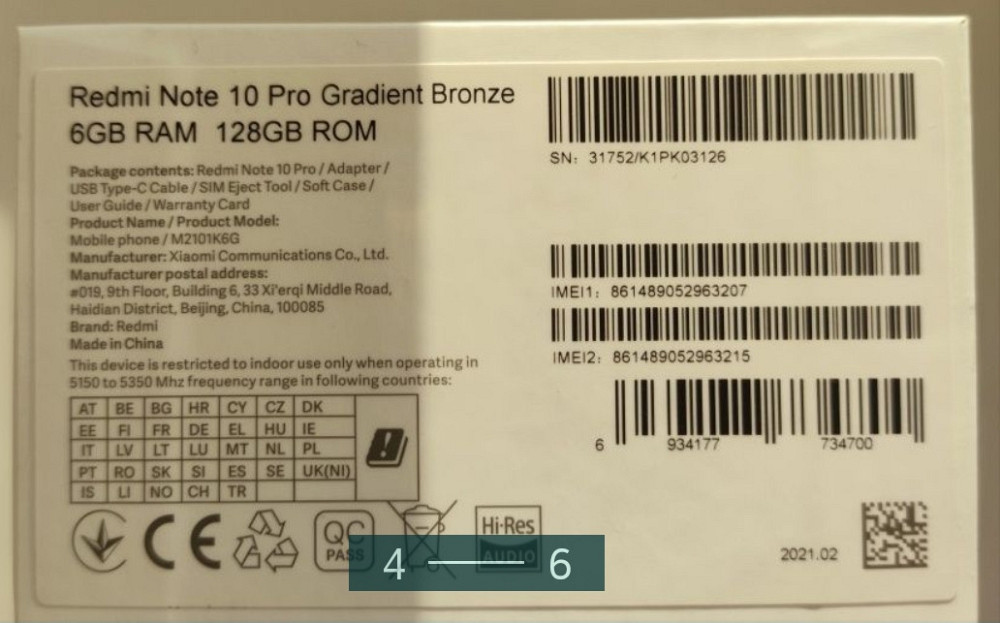 Redmi Note 10 Pro Gradient Bronze
6GB RAM 128GB ROM
Package contents: Redmi Note 10 Pro / Adapter /
USB Type-C Cable / SIM Eject Tool / Soft Case /
User Guide / Warranty Card
Product Name / Product Model:
Mobile phone / M2101K6G
Manufacturer: Xiaomi Communications Co., Ltd.
Manufacturer postal address:
#019, 9th Floor, Building 6, 33 Xi'erqi Middle Road,
Haidian District, Beijing, China, 100085
Brand: Redmi
Made in China
This device is restricted to indoor use only when operating in
5150 to 5350 Mhz frequency range in following countries:
AT BE BG HR CY CZ DK
EE FI FR DE EL HU IE
IT LV LT LU MT NL PL
PT RO SK SI ES SE UK(NI)
IS LI NO CH TR
CE
QC
PASS
Hi-Res
AUDIO
4 — 6
SN: 31752/K1PK03126
IMEI1: 861489052963207
IMEI2: 861489052963215
6 934177 734700
2021.02